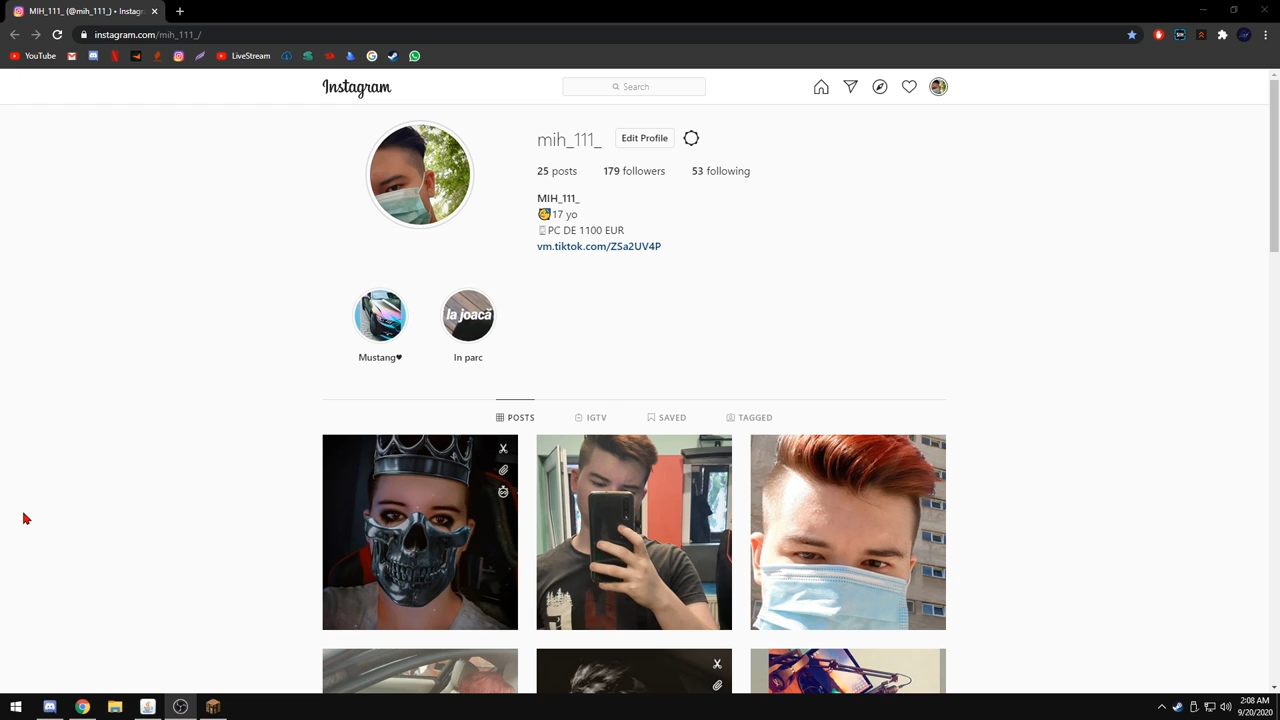 MIH_111_ (@mih_111_) • Instagr
instagram.com/mih_111_/
YouTube
LiveStream
Instagram
Search
mih_111_
Edit Profile
25 posts 179 followers 53 following
MIH_111_
17 yo
PC DE 1100 EUR
vm.tiktok.com/ZSa2UV4P
la joacă
Mustang♥ In parc
POSTS IGTV SAVED TAGGED
2:08 AM
9/20/2020